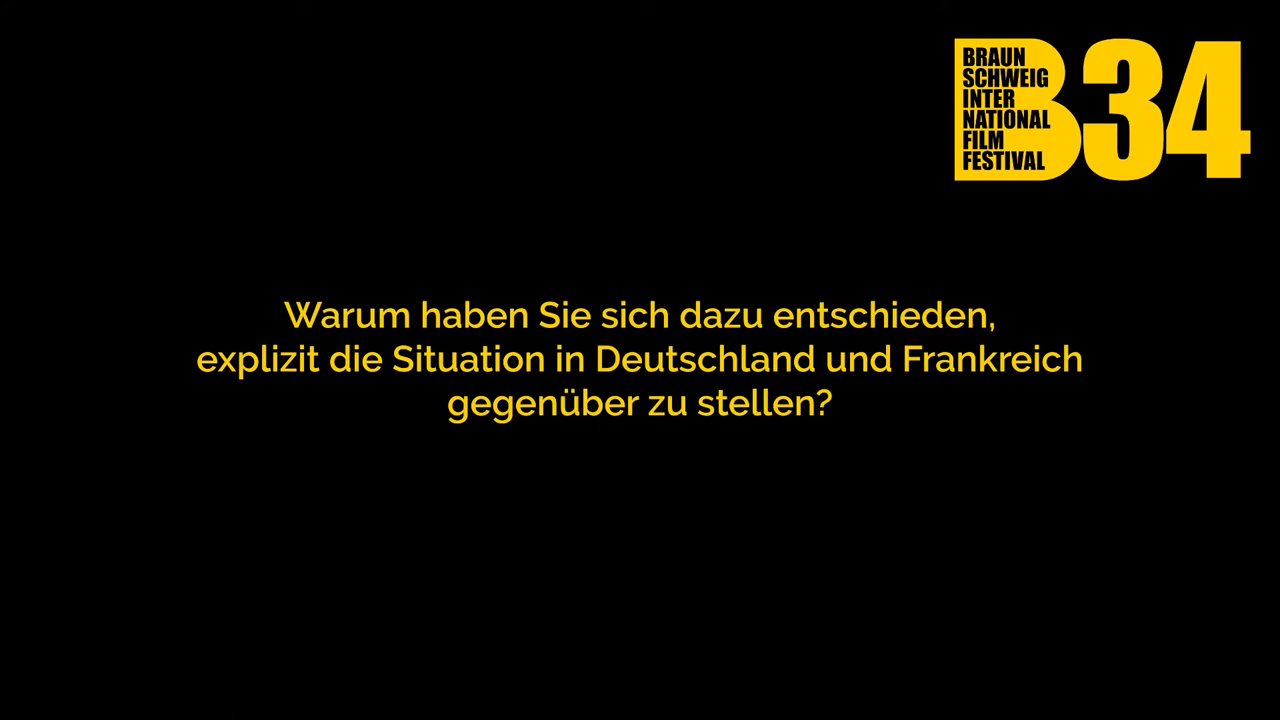 BRAUN
SCHWEIG
INTER
NATIONAL
FILM
FESTIVAL
B34
Warum haben Sie sich dazu entschieden,
explizit die Situation in Deutschland und Frankreich
gegenüber zu stellen?